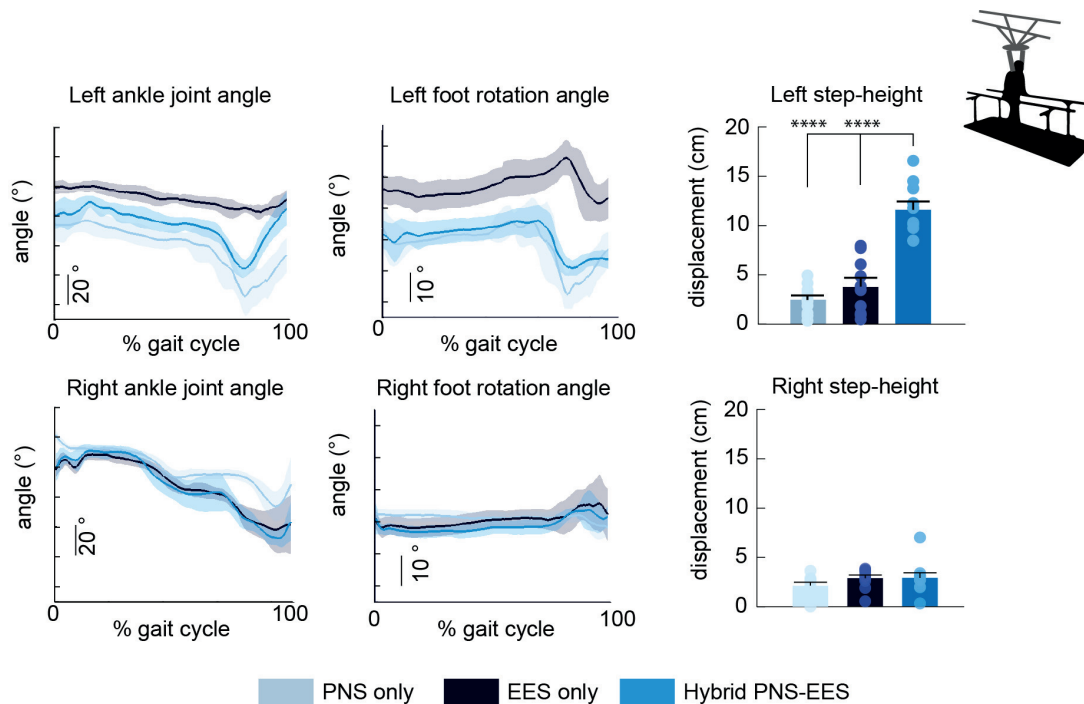 Left ankle joint angle
angle (°)
20°
0
100
% gait cycle
Left foot rotation angle
angle (°)
10°
0
100
% gait cycle
Left step-height
**** ****
displacement (cm)
20
15
10
5
0
Right ankle joint angle
angle (°)
20°
0
100
% gait cycle
Right foot rotation angle
angle (°)
10°
0
100
% gait cycle
Right step-height
displacement (cm)
20
15
10
5
0
PNS only EES only Hybrid PNS-EES